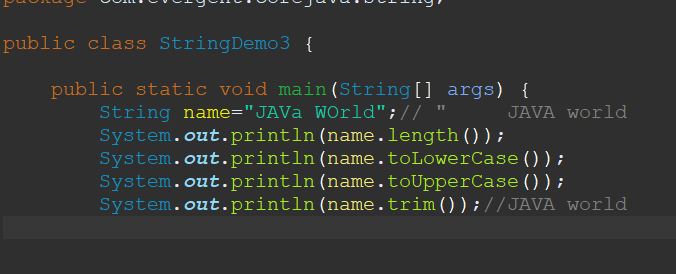 package com.evergent.corejava.string;
public class StringDemo3 {
public static void main(String[] args) {
String name="JAVa WOrld";// "     JAVA world
System.out.println(name.length());
System.out.println(name.toLowerCase());
System.out.println(name.toUpperCase());
System.out.println(name.trim());//JAVA world